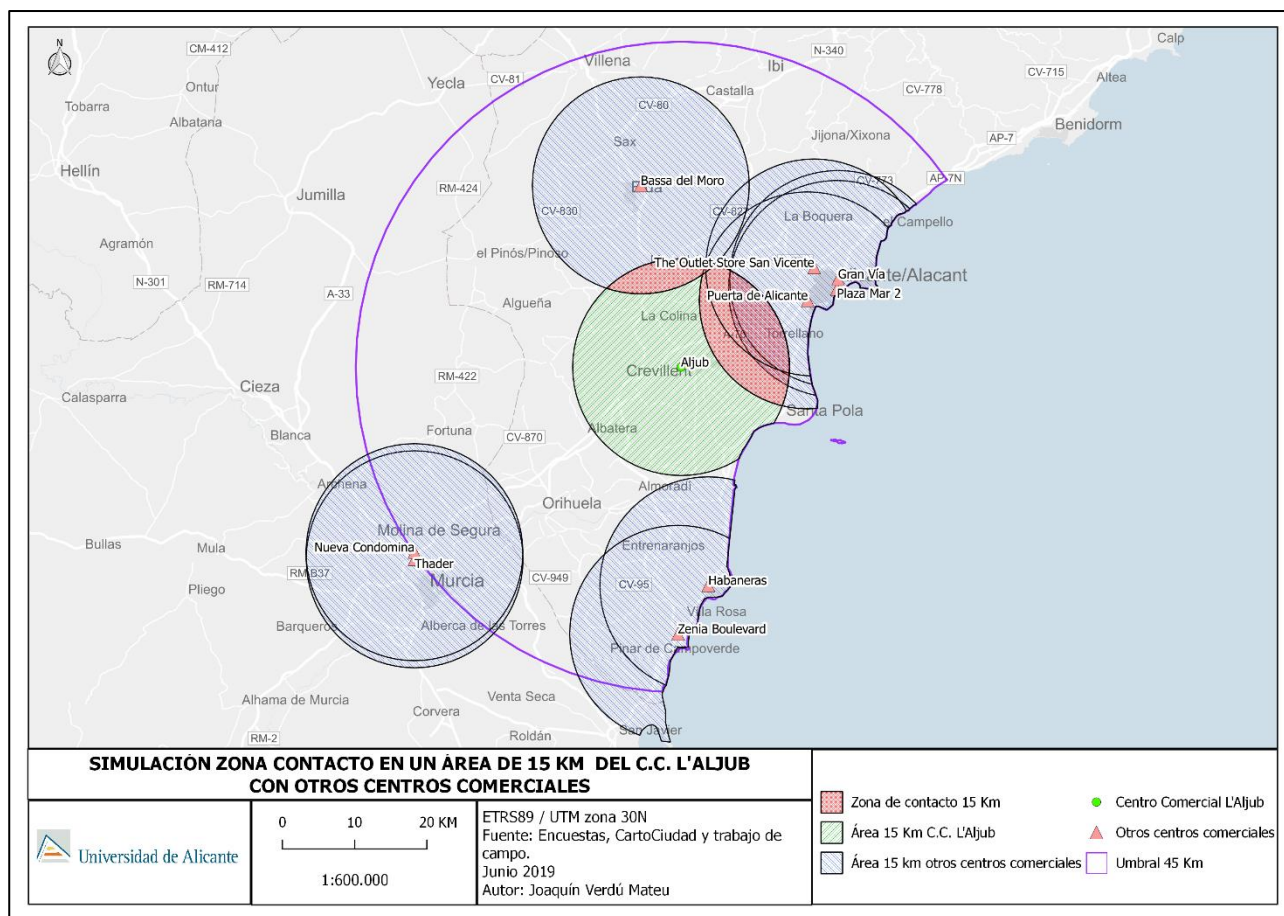 N
CM-412
Ontur
Yecla
CV-81
Villena
Ibi
N-340
Calp
CV-715
Altea
Tobarra
Albatana
Castalla
CV-778
CV-80
Benidorm
Jijona/Xixona
AP-7
Hellín
Sax
RM-424
Jumilla
Bassa del Moro
CV-773
AP-7N
CV-830
CV-827
La Boquera
el Campello
Agramón
el Pinós/Pinoso
The Outlet Store San Vicente
N-301
RM-714
A-33
Algueña
Gran Vía
te/Alacant
Puerta de Alicante
Plaza Mar 2
La Colina
Torrellano
Aljub
Crevillent
RM-422
Cieza
Calasparra
Santa Pola
Blanca
Fortuna
CV-870
Albatera
Archena
Almoradí
Orihuela
Molina de Segura
Bullas
Mula
Nueva Condomina
Entrenaranjos
Thader
RM-B37
Murcia
CV-949
CV-95
Habaneras
Pliego
Villa Rosa
Barqueros
Alberca de las Torres
Zenia Boulevard
Pinar de Campoverde
Alhama de Murcia
Venta Seca
Corvera
RM-2
Roldán
San Javier
SIMULACIÓN ZONA CONTACTO EN UN ÁREA DE 15 KM DEL C.C. L'ALJUB
CON OTROS CENTROS COMERCIALES
Universidad de Alicante
0 10 20 KM
1:600.000
ETRS89 / UTM zona 30N
Fuente: Encuestas, CartoCiudad y trabajo de
campo.
Junio 2019
Autor: Joaquín Verdú Mateu
Zona de contacto 15 Km
Área 15 Km C.C. L'Aljub
Área 15 km otros centros comerciales
Centro Comercial L'Aljub
Otros centros comerciales
Umbral 45 Km